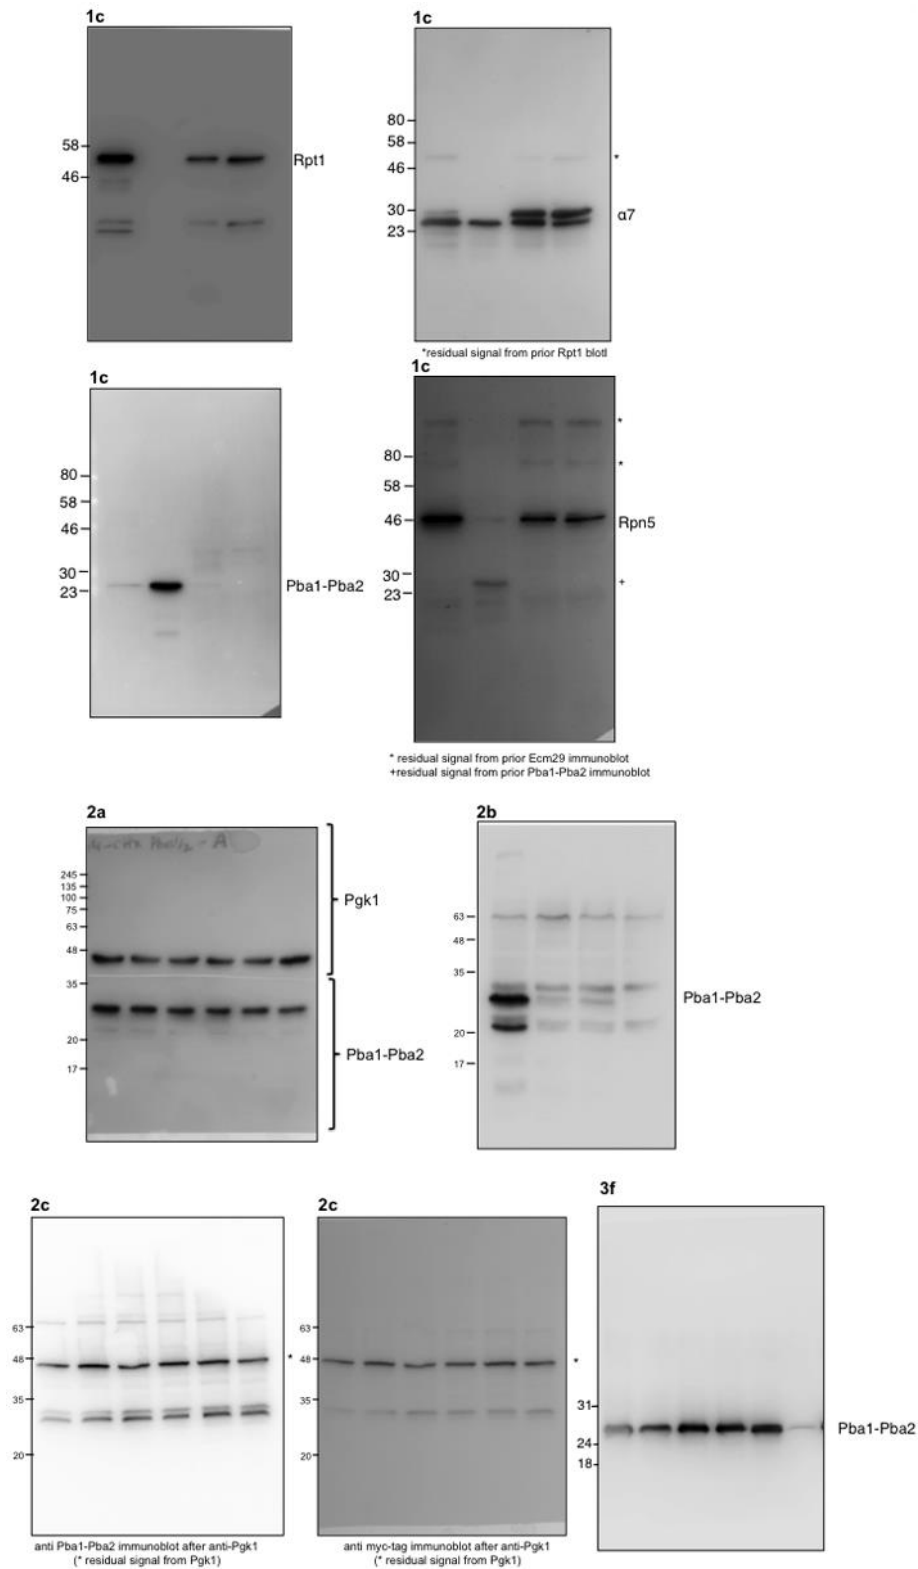 1c
58
46
Rpt1
1c
80
58
46
30
23
*
α7
*residual signal from prior Rpt1 blotl
1c
80
58
46
30
23
Pba1-Pba2
1c
80
58
46
30
23
*
*
Rpn5
+
* residual signal from prior Ecm29 immunoblot
+residual signal from prior Pba1-Pba2 immunoblot
2a
245
135
100
75
63
48
35
20
17
Pgk1
Pba1-Pba2
2b
63
48
35
20
17
Pba1-Pba2
2c
63
48
35
20
*
anti Pba1-Pba2 immunoblot after anti-Pgk1
(* residual signal from Pgk1)
2c
63
48
35
20
*
anti myc-tag immunoblot after anti-Pgk1
(* residual signal from Pgk1)
3f
31
24
18
Pba1-Pba2